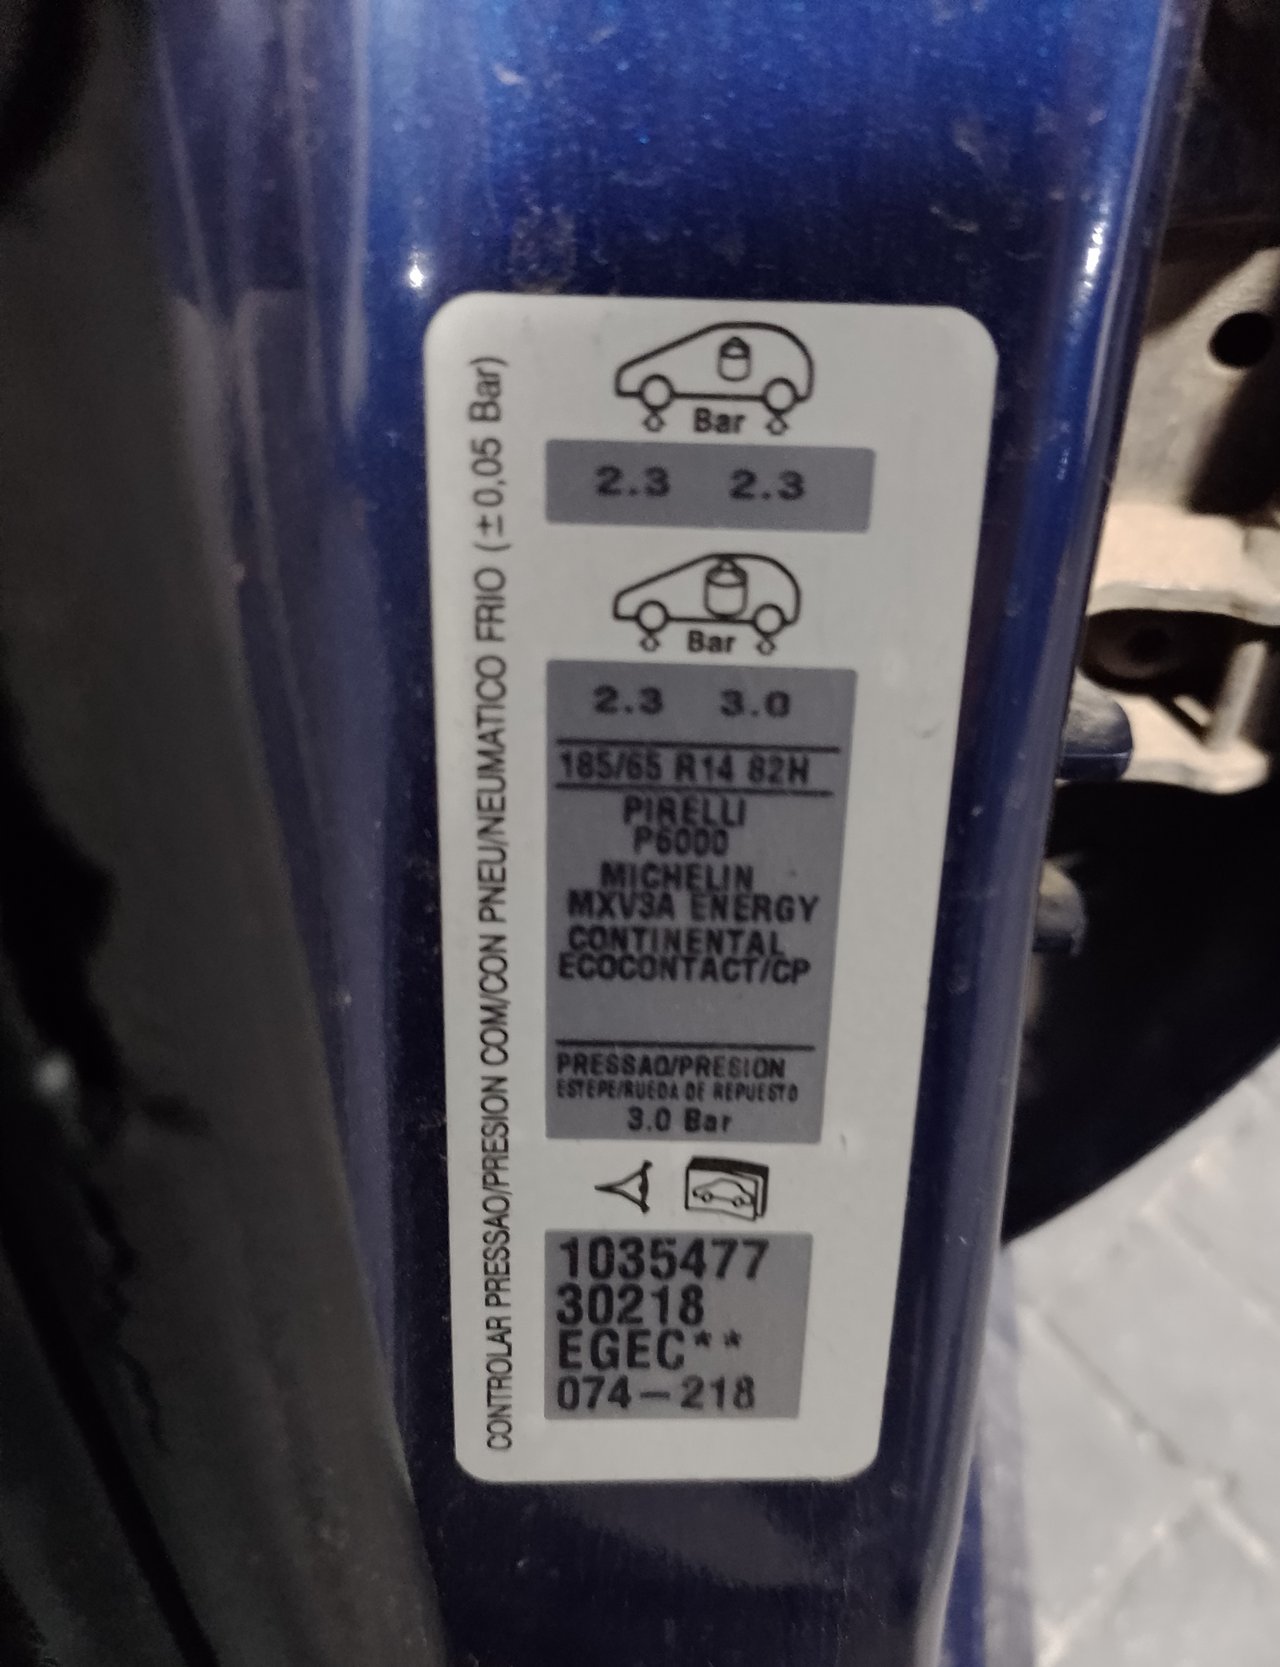 CONTROLAR PRESSAO/PRESION COM/CON PNEU/NEUMATICO FRIO (±0,05 Bar)
Bar
2.3 2.3
Bar
2.3 3.0
185/65 R14 82H
PIRELLI
P6000
MICHELIN
MXV3A ENERGY
CONTINENTAL
ECOCONTACT/CP
PRESSAO/PRESION
ESTEPE/RUEDA DE REPUESTO
3.0 Bar
1035477
30218
EGEC**
074-218